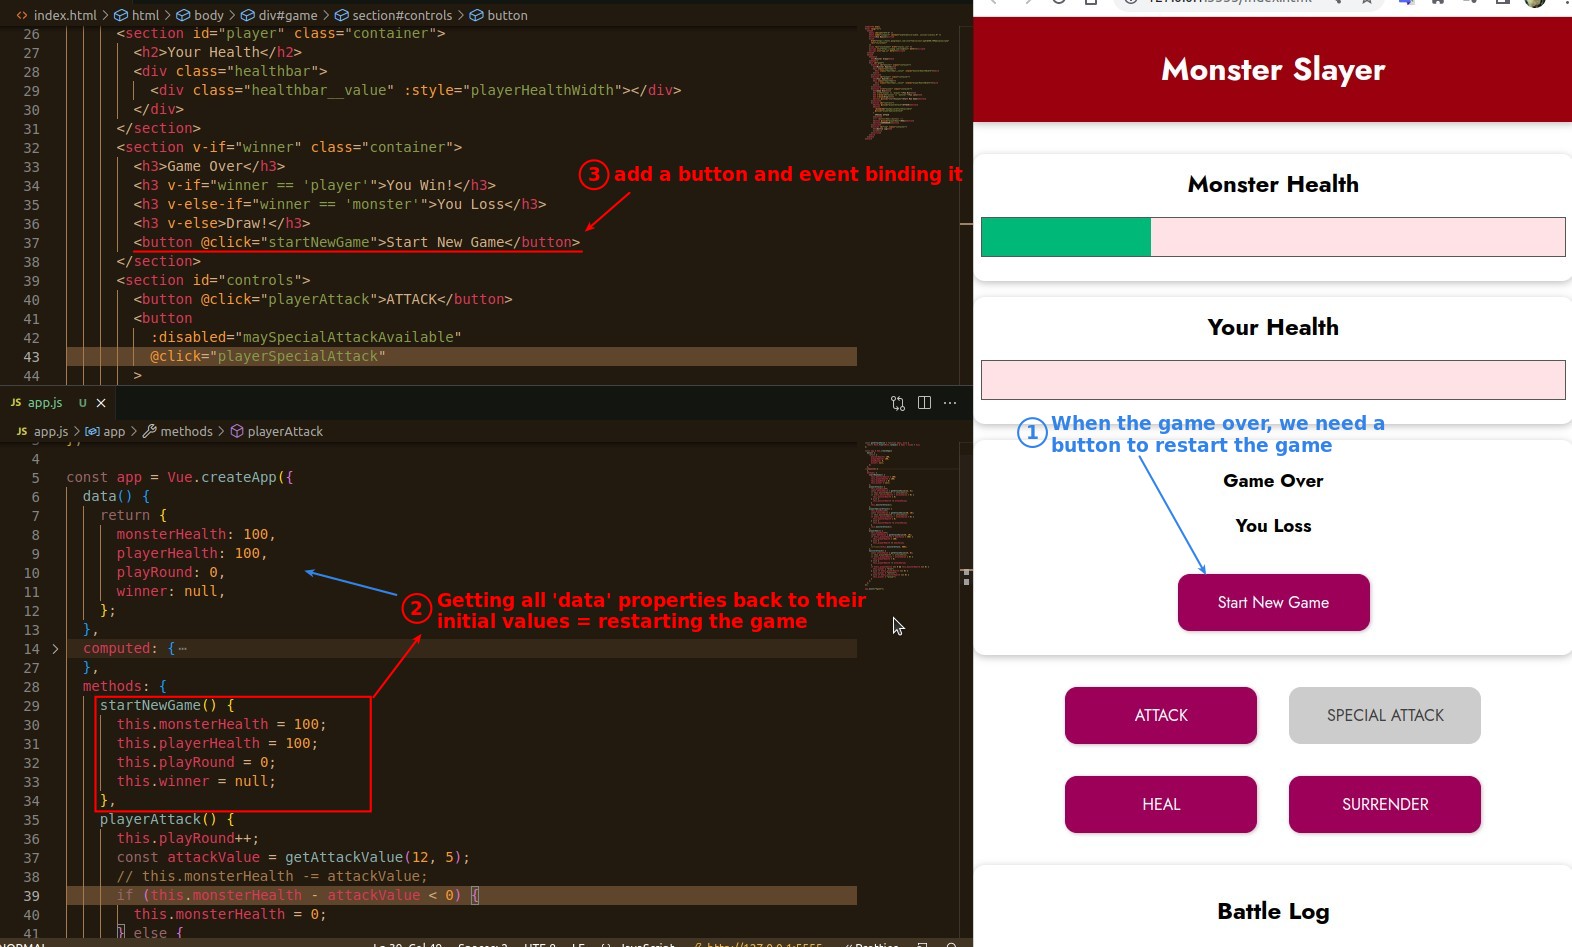 index.html > html > body > div#game > section#controls > button
26 <section id="player" class="container">
27 <h2>Your Health</h2>
28 <div class="healthbar">
29 <div class="healthbar__value" :style="playerHealthWidth"></div>
30 </div>
31 </section>
32 <section v-if="winner" class="container">
33 <h3>Game Over</h3>
34 <h3 v-if="winner == 'player'">You Win!</h3>
35 <h3 v-else-if="winner == 'monster'">You Loss</h3>
36 <h3 v-else>Draw!</h3>
37 <button @click="startNewGame">Start New Game</button>
38 </section>
39 <section id="controls">
40 <button @click="playerAttack">ATTACK</button>
41 <button
42 :disabled="maySpecialAttackAvailable"
43 @click="playerSpecialAttack"
44 >
3 add a button and event binding it
JS app.js U
JS app.js > app > methods > playerAttack
4
5 const app = Vue.createApp({
6 data() {
7 return {
8 monsterHealth: 100,
9 playerHealth: 100,
10 playRound: 0,
11 winner: null,
12 };
13 },
14 computed: {⋯
27 },
28 methods: {
29 startNewGame() {
30 this.monsterHealth = 100;
31 this.playerHealth = 100;
32 this.playRound = 0;
33 this.winner = null;
34 },
35 playerAttack() {
36 this.playRound++;
37 const attackValue = getAttackValue(12, 5);
38 // this.monsterHealth -= attackValue;
39 if (this.monsterHealth - attackValue < 0) {
40 this.monsterHealth = 0;
41 } else {
2 Getting all 'data' properties back to their
initial values = restarting the game
Monster Slayer
Monster Health
Your Health
1 When the game over, we need a
button to restart the game
Game Over
You Loss
Start New Game
ATTACK SPECIAL ATTACK
HEAL SURRENDER
Battle Log